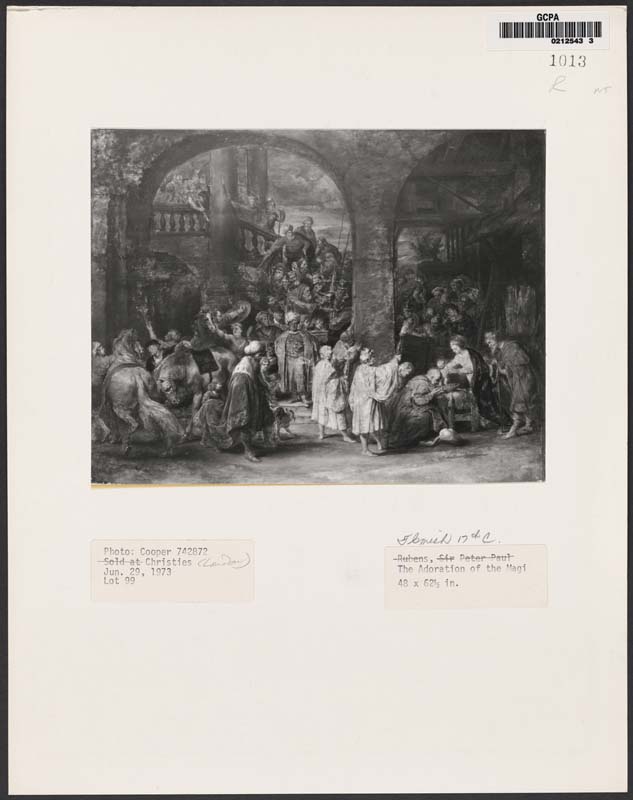 GCPA
0212543 3
1013
R
nr
Photo: Cooper 742872
Sold at Christies (London)
Jun. 29, 1973
Lot 99
Flemish 17th C.
Rubens, Sir Peter Paul
The Adoration of the Magi
48 x 62½ in.